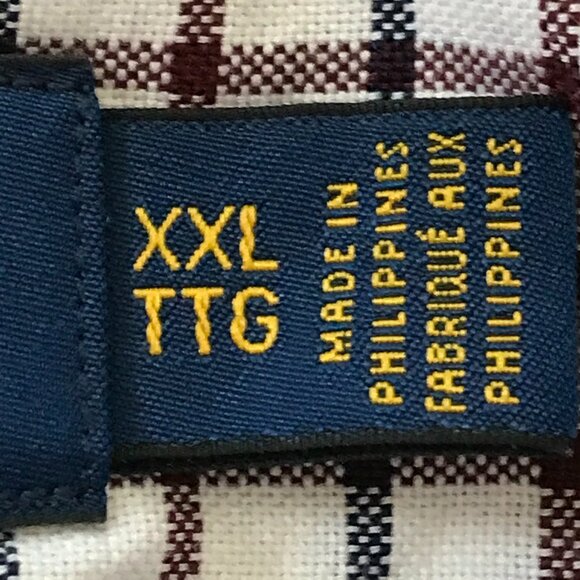 XXL
TTG
MADE IN
PHILIPPINES
FABRIQUÉ AUX
PHILIPPINES